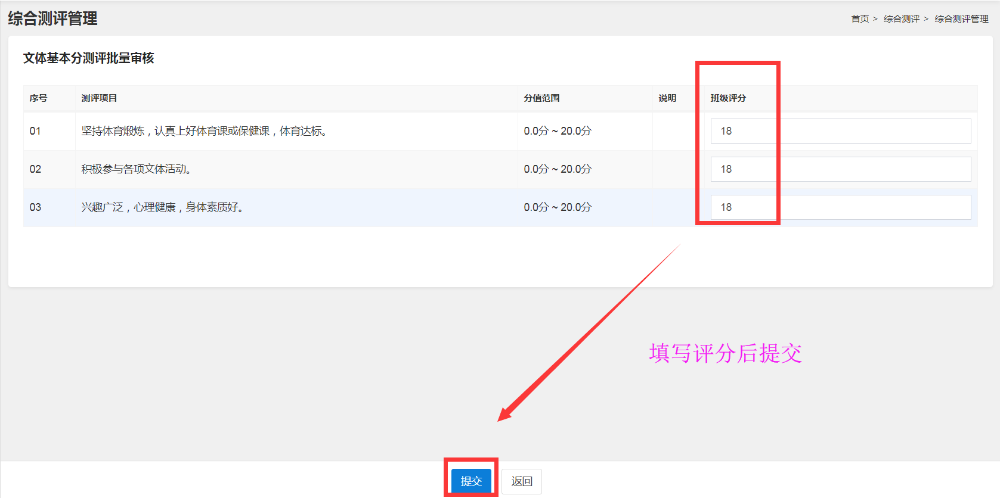 综合测评管理
首页 > 综合测评 > 综合测评管理
文体基本分测评批量审核
序号 测评项目 分值范围 说明 班级评分
01 坚持体育煅炼，认真上好体育课或保健课，体育达标。 0.0分 ~ 20.0分 18
02 积极参与各项文体活动。 0.0分 ~ 20.0分 18
03 兴趣广泛，心理健康，身体素质好。 0.0分 ~ 20.0分 18
填写评分后提交
提交 返回